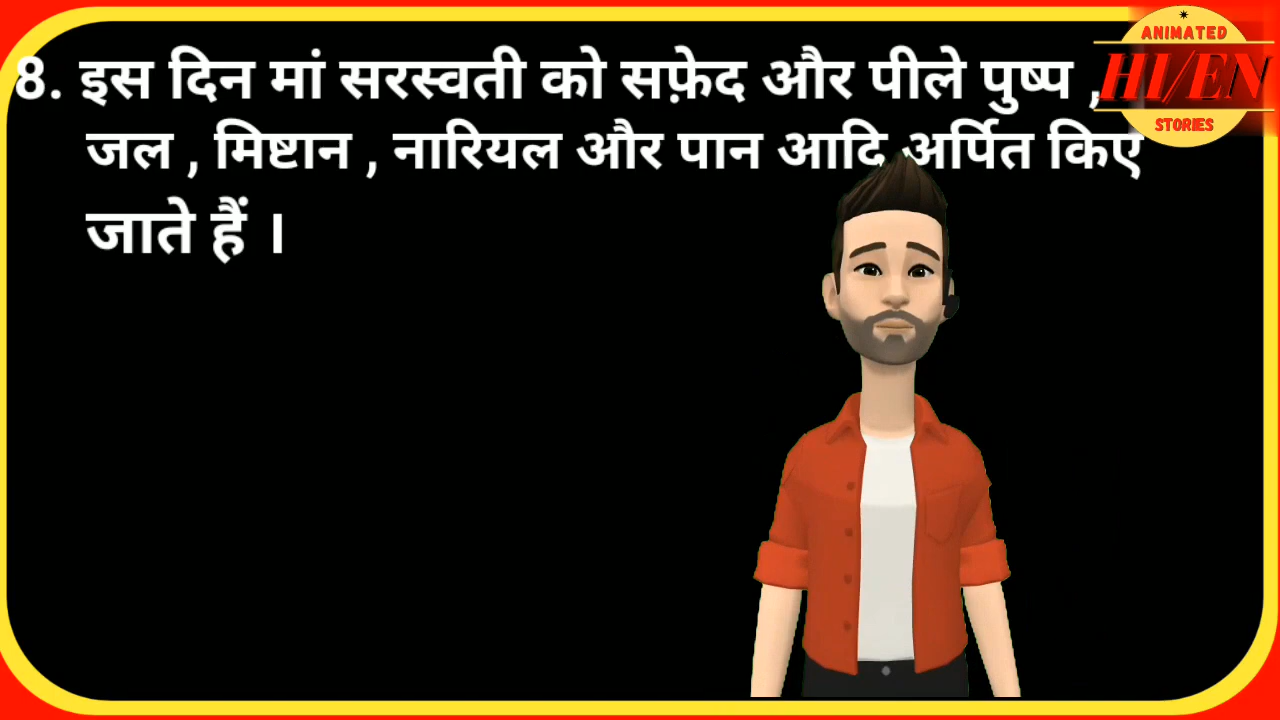 8. इस दिन मां सरस्वती को सफ़ेद और पीले पुष्प ,
जल , मिष्टान , नारियल और पान आदि अर्पित किए
जाते हैं ।
ANIMATED
HI/EN
STORIES